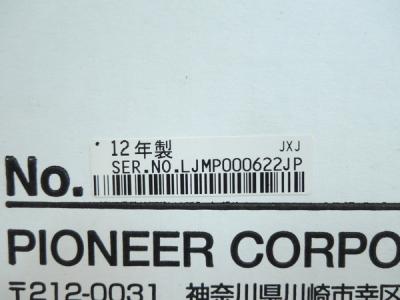 12年製 JXJ
SER.NO.LJMP000622JP
No.
PIONEER CORPO
〒212-0031 神奈川県川崎市幸区